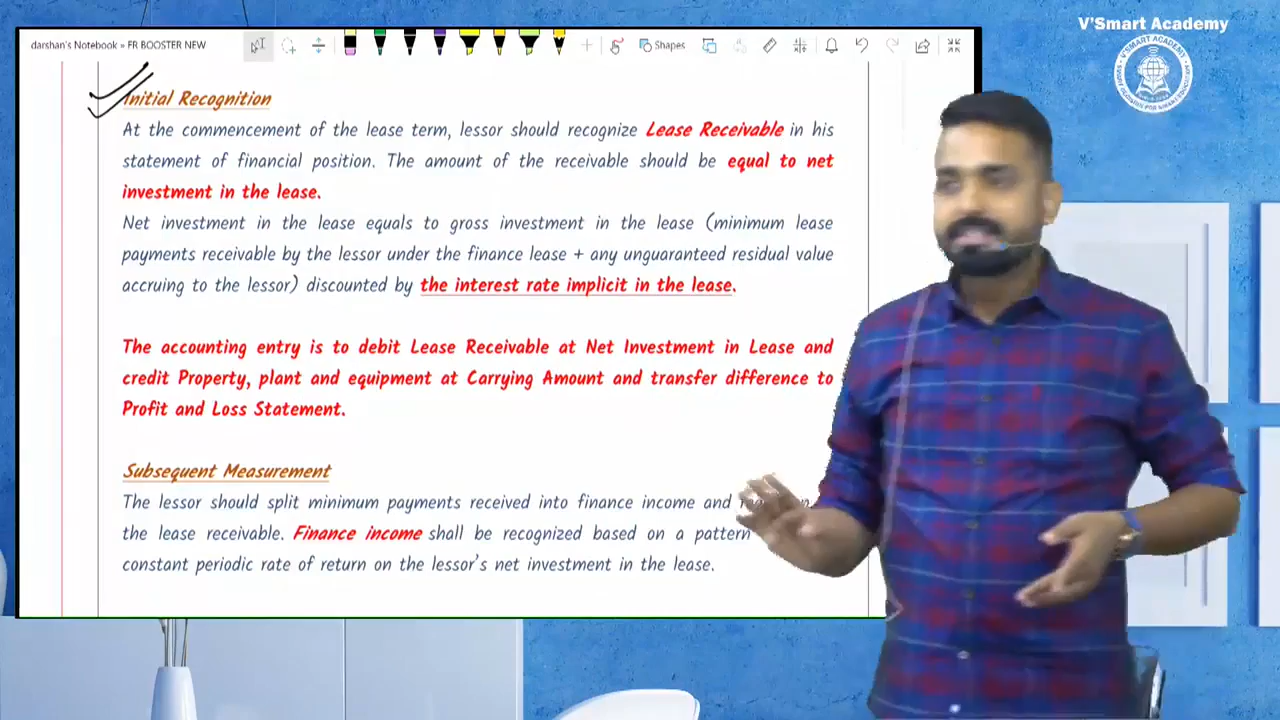 V'Smart Academy
darshan's Notebook » FR BOOSTER NEW
Shapes
Initial Recognition
At the commencement of the lease term, lessor should recognize Lease Receivable in his
statement of financial position. The amount of the receivable should be equal to net
investment in the lease.
Net investment in the lease equals to gross investment in the lease (minimum lease
payments receivable by the lessor under the finance lease + any unguaranteed residual value
accruing to the lessor) discounted by the interest rate implicit in the lease.
The accounting entry is to debit Lease Receivable at Net Investment in Lease and
credit Property, plant and equipment at Carrying Amount and transfer difference to
Profit and Loss Statement.
Subsequent Measurement
The lessor should split minimum payments received into finance income and
the lease receivable. Finance income shall be recognized based on a pattern
constant periodic rate of return on the lessor's net investment in the lease.